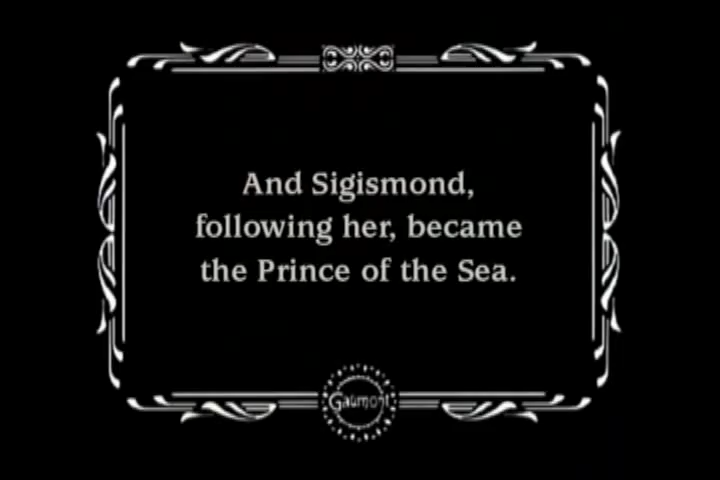 And Sigismond,
following her, became
the Prince of the Sea.
Gaumont